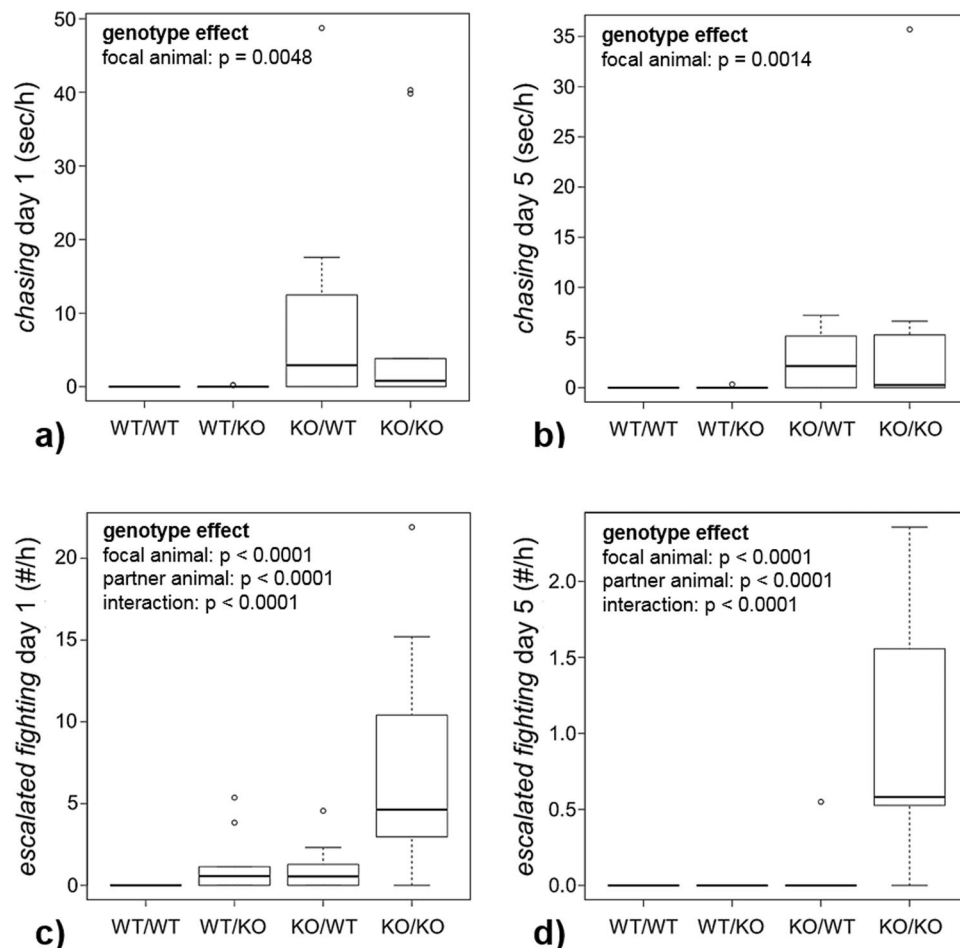 genotype effect
focal animal: p = 0.0048
chasing day 1 (sec/h)
50
40
30
20
10
0
WT/WT WT/KO KO/WT KO/KO
a)
genotype effect
focal animal: p = 0.0014
chasing day 5 (sec/h)
35
30
25
20
15
10
5
0
WT/WT WT/KO KO/WT KO/KO
b)
genotype effect
focal animal: p < 0.0001
partner animal: p < 0.0001
interaction: p < 0.0001
escalated fighting day 1 (#/h)
20
15
10
5
0
WT/WT WT/KO KO/WT KO/KO
c)
genotype effect
focal animal: p < 0.0001
partner animal: p < 0.0001
interaction: p < 0.0001
escalated fighting day 5 (#/h)
2.0
1.5
1.0
0.5
0.0
WT/WT WT/KO KO/WT KO/KO
d)